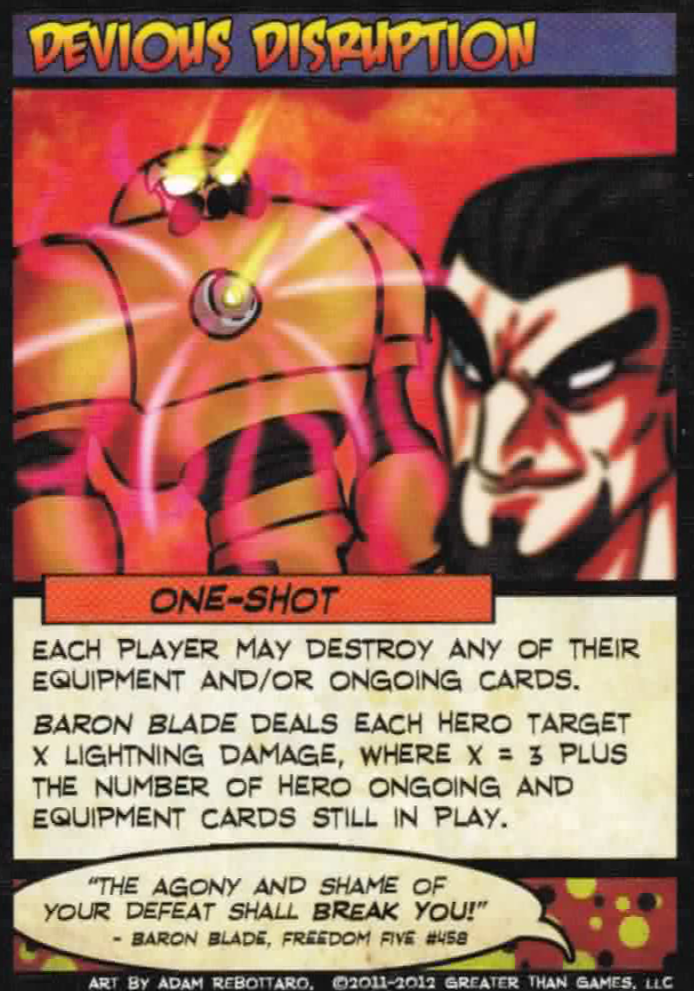 DEVIOUS DISRUPTION
ONE-SHOT
EACH PLAYER MAY DESTROY ANY OF THEIR
EQUIPMENT AND/OR ONGOING CARDS.
BARON BLADE DEALS EACH HERO TARGET
X LIGHTNING DAMAGE, WHERE X = 3 PLUS
THE NUMBER OF HERO ONGOING AND
EQUIPMENT CARDS STILL IN PLAY.
"THE AGONY AND SHAME OF
YOUR DEFEAT SHALL BREAK YOU!"
- BARON BLADE, FREEDOM FIVE #458
ART BY ADAM REBOTTARO. ©2011-2012 GREATER THAN GAMES, LLC